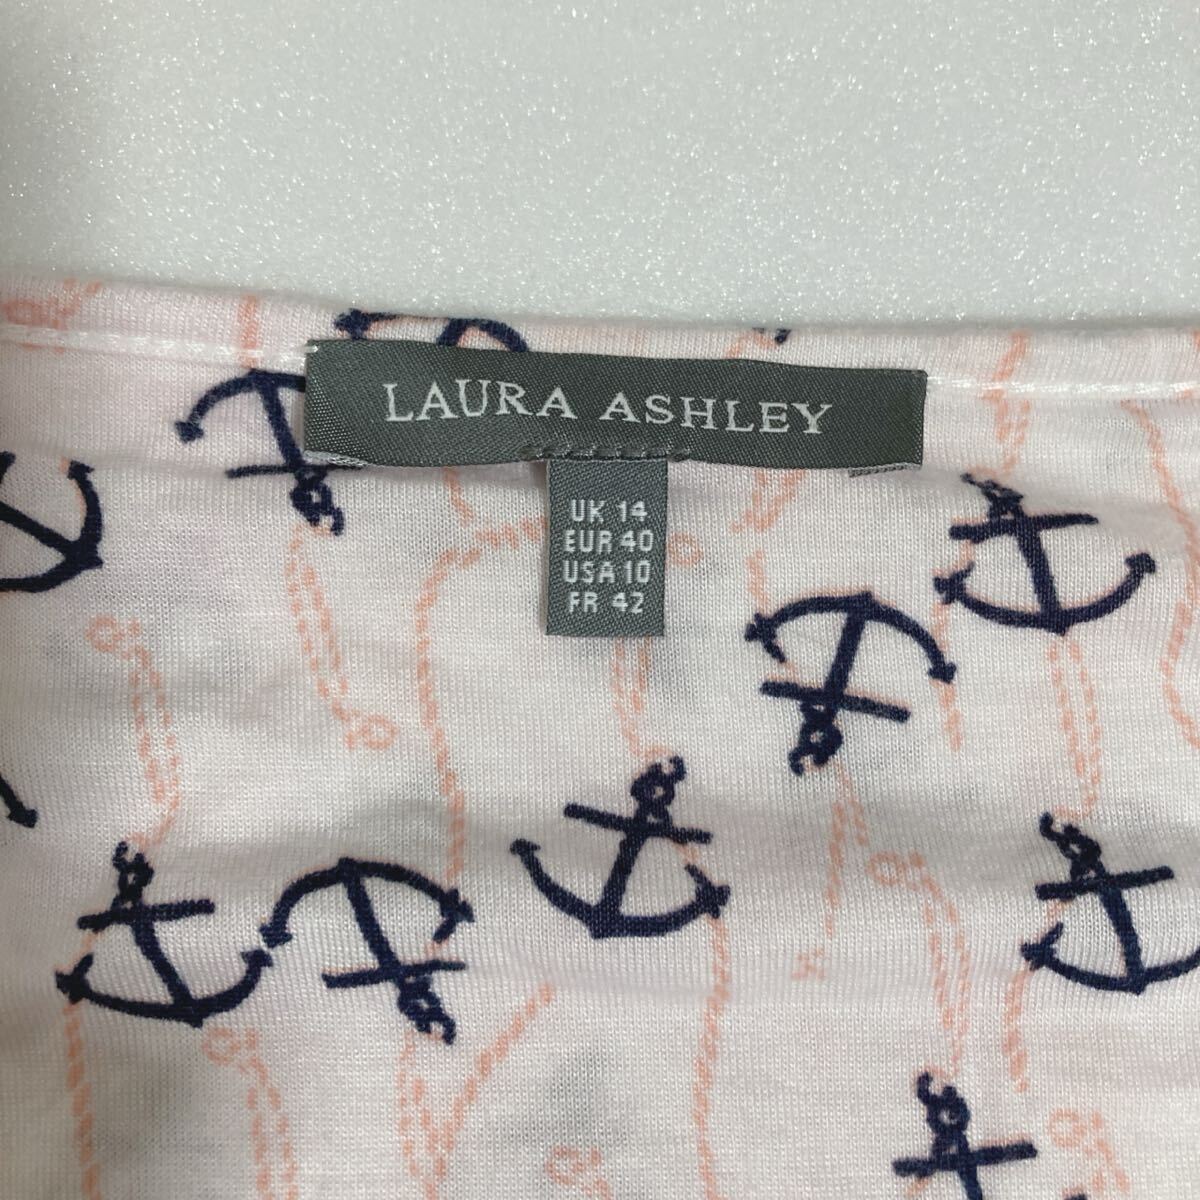 LAURA ASHLEY
UK 14
EUR 40
USA 10
FR 42